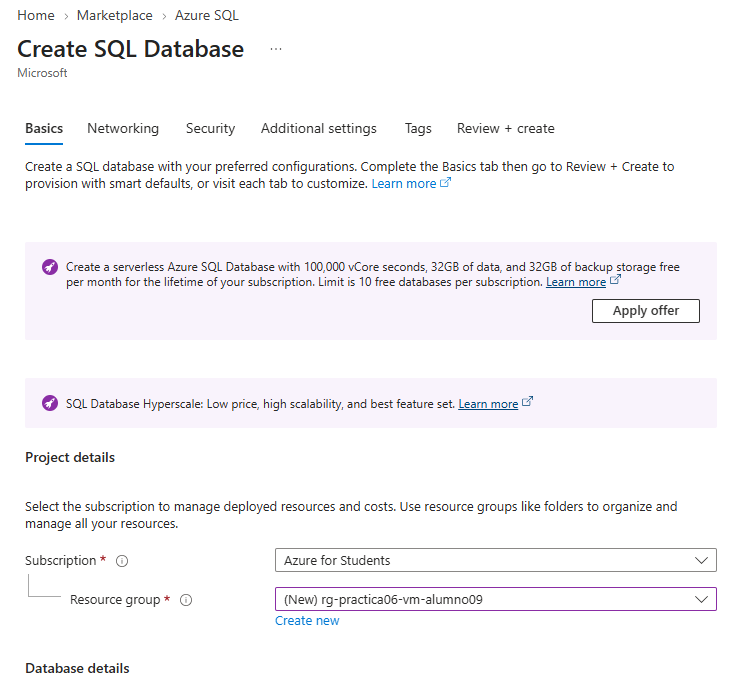 Home > Marketplace > Azure SQL
Create SQL Database ...
Microsoft
Basics Networking Security Additional settings Tags Review + create
Create a SQL database with your preferred configurations. Complete the Basics tab then go to Review + Create to
provision with smart defaults, or visit each tab to customize. Learn more
Create a serverless Azure SQL Database with 100,000 vCore seconds, 32GB of data, and 32GB of backup storage free
per month for the lifetime of your subscription. Limit is 10 free databases per subscription. Learn more
Apply offer
SQL Database Hyperscale: Low price, high scalability, and best feature set. Learn more
Project details
Select the subscription to manage deployed resources and costs. Use resource groups like folders to organize and
manage all your resources.
Subscription * Azure for Students
Resource group * (New) rg-practica06-vm-alumno09
Create new
Database details